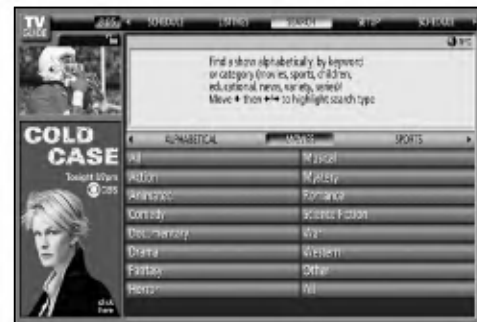 TV
GUIDE
SCHEDULE LISTINGS SEARCH SETUP SCHEDULE
Find a show alphabetically, by keyword
or category (movies, sports, children,
educational, news, variety, series)!
Move then to highlight search type
ALPHABETICAL MOVIES SPORTS
COLD
CASE
Tonight
CBS
click
here
All Musical
Action Mystery
Animated Romance
Comedy Science Fiction
Documentary War
Drama Western
Fantasy Other
Horror All